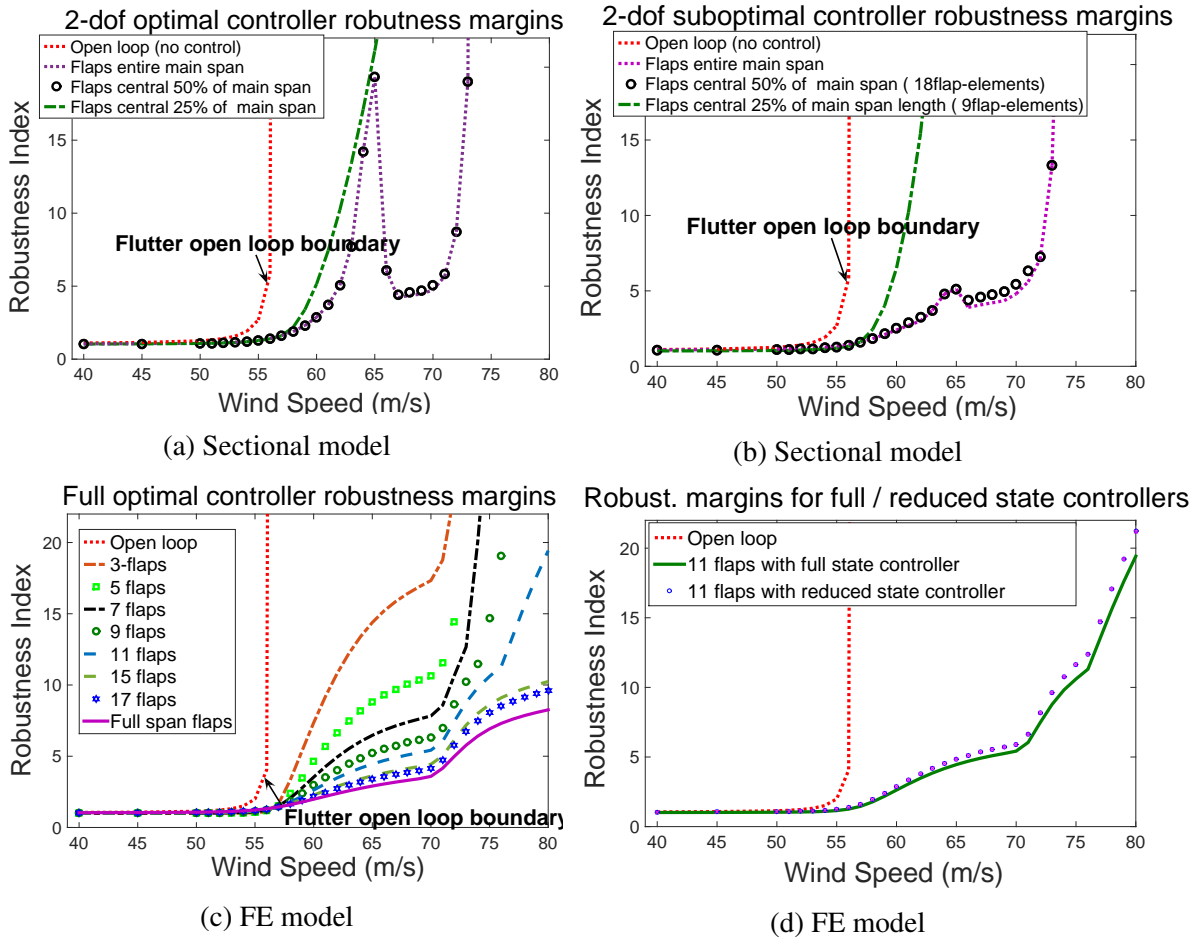 2-dof optimal controller robutness margins
Open loop (no control)
Flaps entire main span
Flaps central 50% of main span
Flaps central 25% of main span
Robustness Index
15
10
5
0
Flutter open loop boundary
40 45 50 55 60 65 70 75 80
Wind Speed (m/s)
(a) Sectional model
2-dof suboptimal controller robustness margins
Open loop (no control)
Flaps entire main span
Flaps central 50% of main span ( 18flap-elements)
Flaps central 25% of main span length ( 9flap-elements)
Robustness Index
15
10
5
0
Flutter open loop boundary
40 45 50 55 60 65 70 75 80
Wind Speed (m/s)
(b) Sectional model
Full optimal controller robustness margins
Open loop
3-flaps
5 flaps
7 flaps
9 flaps
11 flaps
15 flaps
17 flaps
Full span flaps
Robustness Index
20
15
10
5
0
Flutter open loop boundary
40 45 50 55 60 65 70 75 80
Wind Speed (m/s)
(c) FE model
Robust. margins for full / reduced state controllers
Open loop
11 flaps with full state controller
11 flaps with reduced state controller
Robustness Index
20
15
10
5
0
40 45 50 55 60 65 70 75 80
Wind Speed (m/s)
(d) FE model